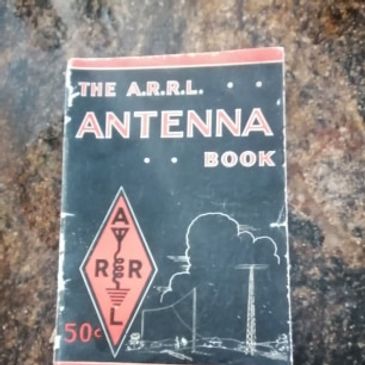 THE A.R.R.L. . .
ANTENNA
. . BOOK
A
R R
L
50¢